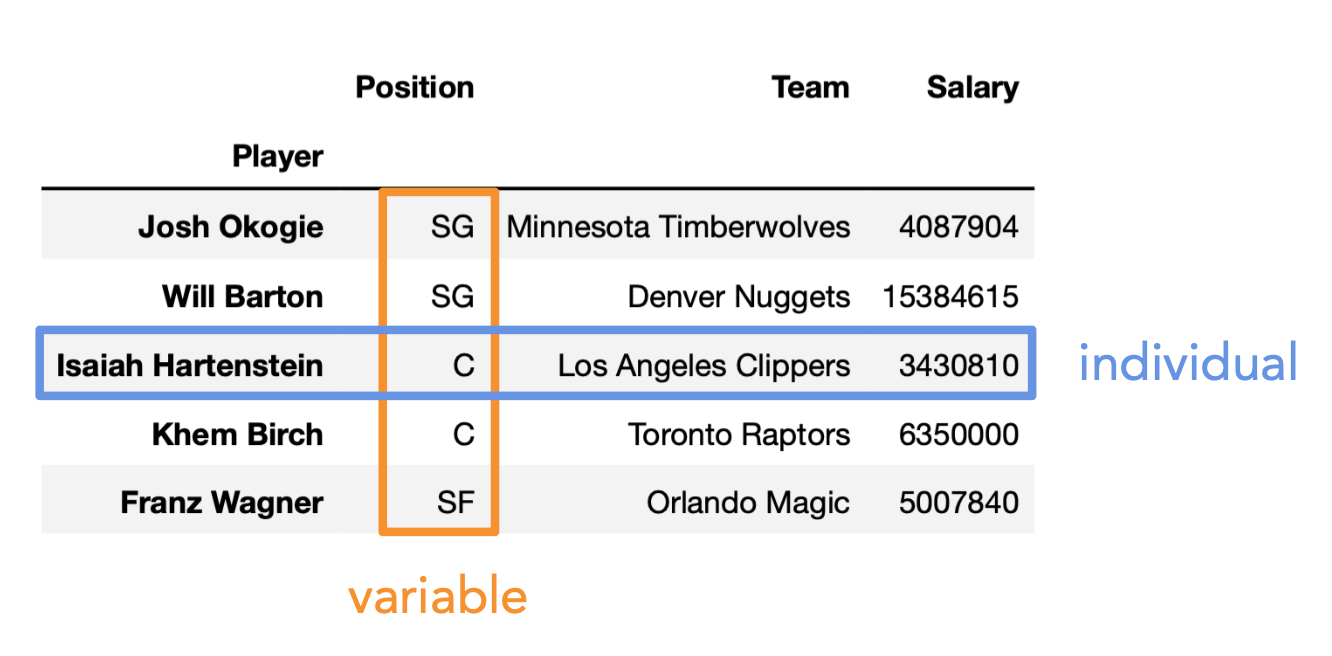 Position Team Salary
Player
Josh Okogie SG Minnesota Timberwolves 4087904
Will Barton SG Denver Nuggets 15384615
Isaiah Hartenstein C Los Angeles Clippers 3430810 individual
Khem Birch C Toronto Raptors 6350000
Franz Wagner SF Orlando Magic 5007840
variable